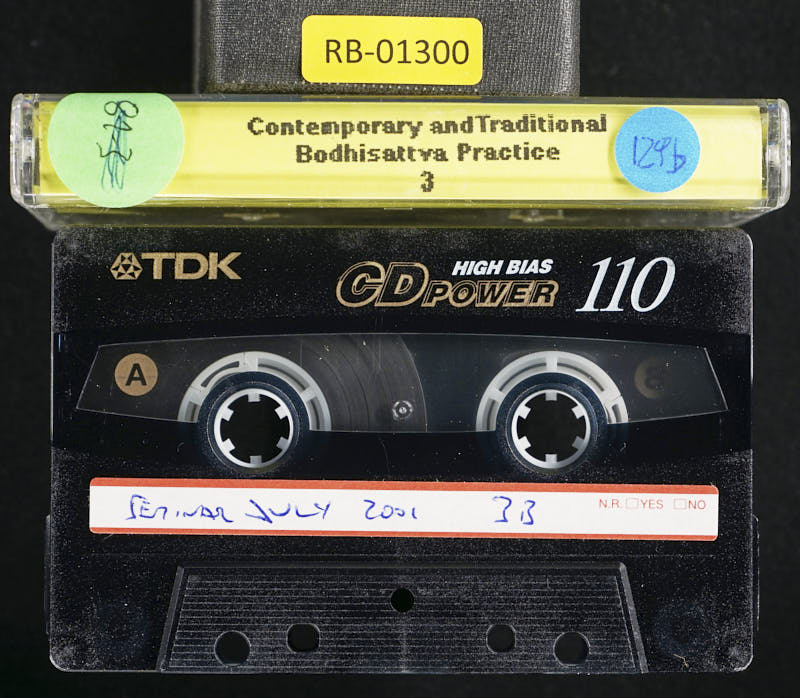 RB-01300
Contemporary and Traditional
Bodhisattva Practice
3
129b
TDK
CD POWER HIGH BIAS 110
A
SEMINAR JULY 2001 3B
N.R. YES NO